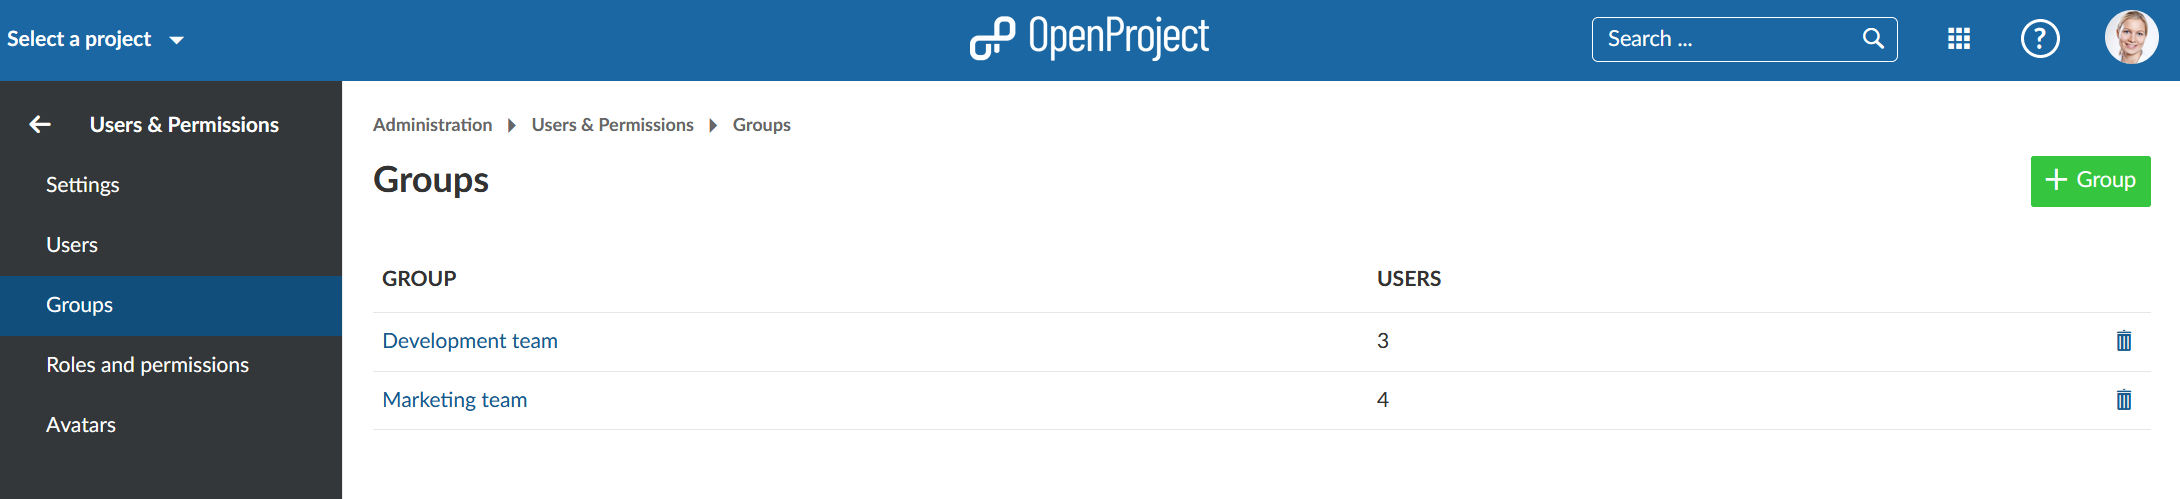 Select a project
OpenProject
Search ...
?
Users & Permissions
Settings
Users
Groups
Roles and permissions
Avatars
Administration Users & Permissions Groups
Groups
+ Group
GROUP USERS
Development team 3
Marketing team 4